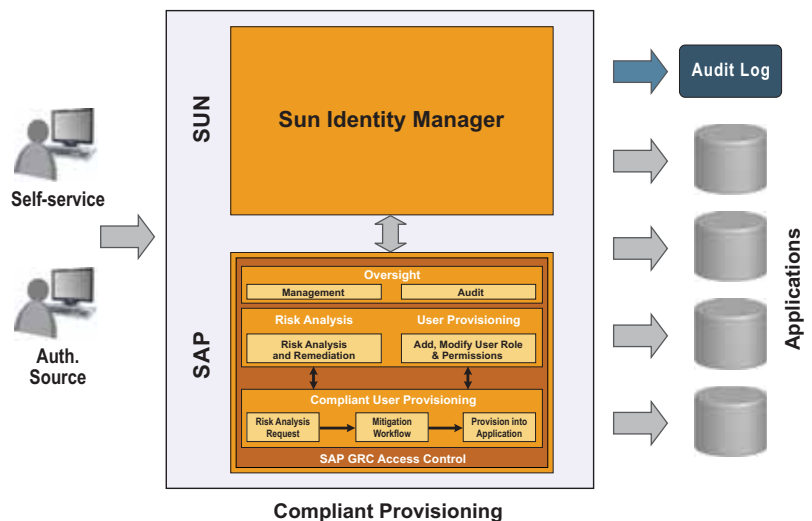 Self-service
Auth.
Source
SUN
Sun Identity Manager
SAP
Oversight
Management
Audit
Risk Analysis
User Provisioning
Risk Analysis
and Remediation
Add, Modify User Role
& Permissions
Compliant User Provisioning
Risk Analysis
Request
Mitigation
Workflow
Provision into
Application
SAP GRC Access Control
Audit Log
Applications
Compliant Provisioning